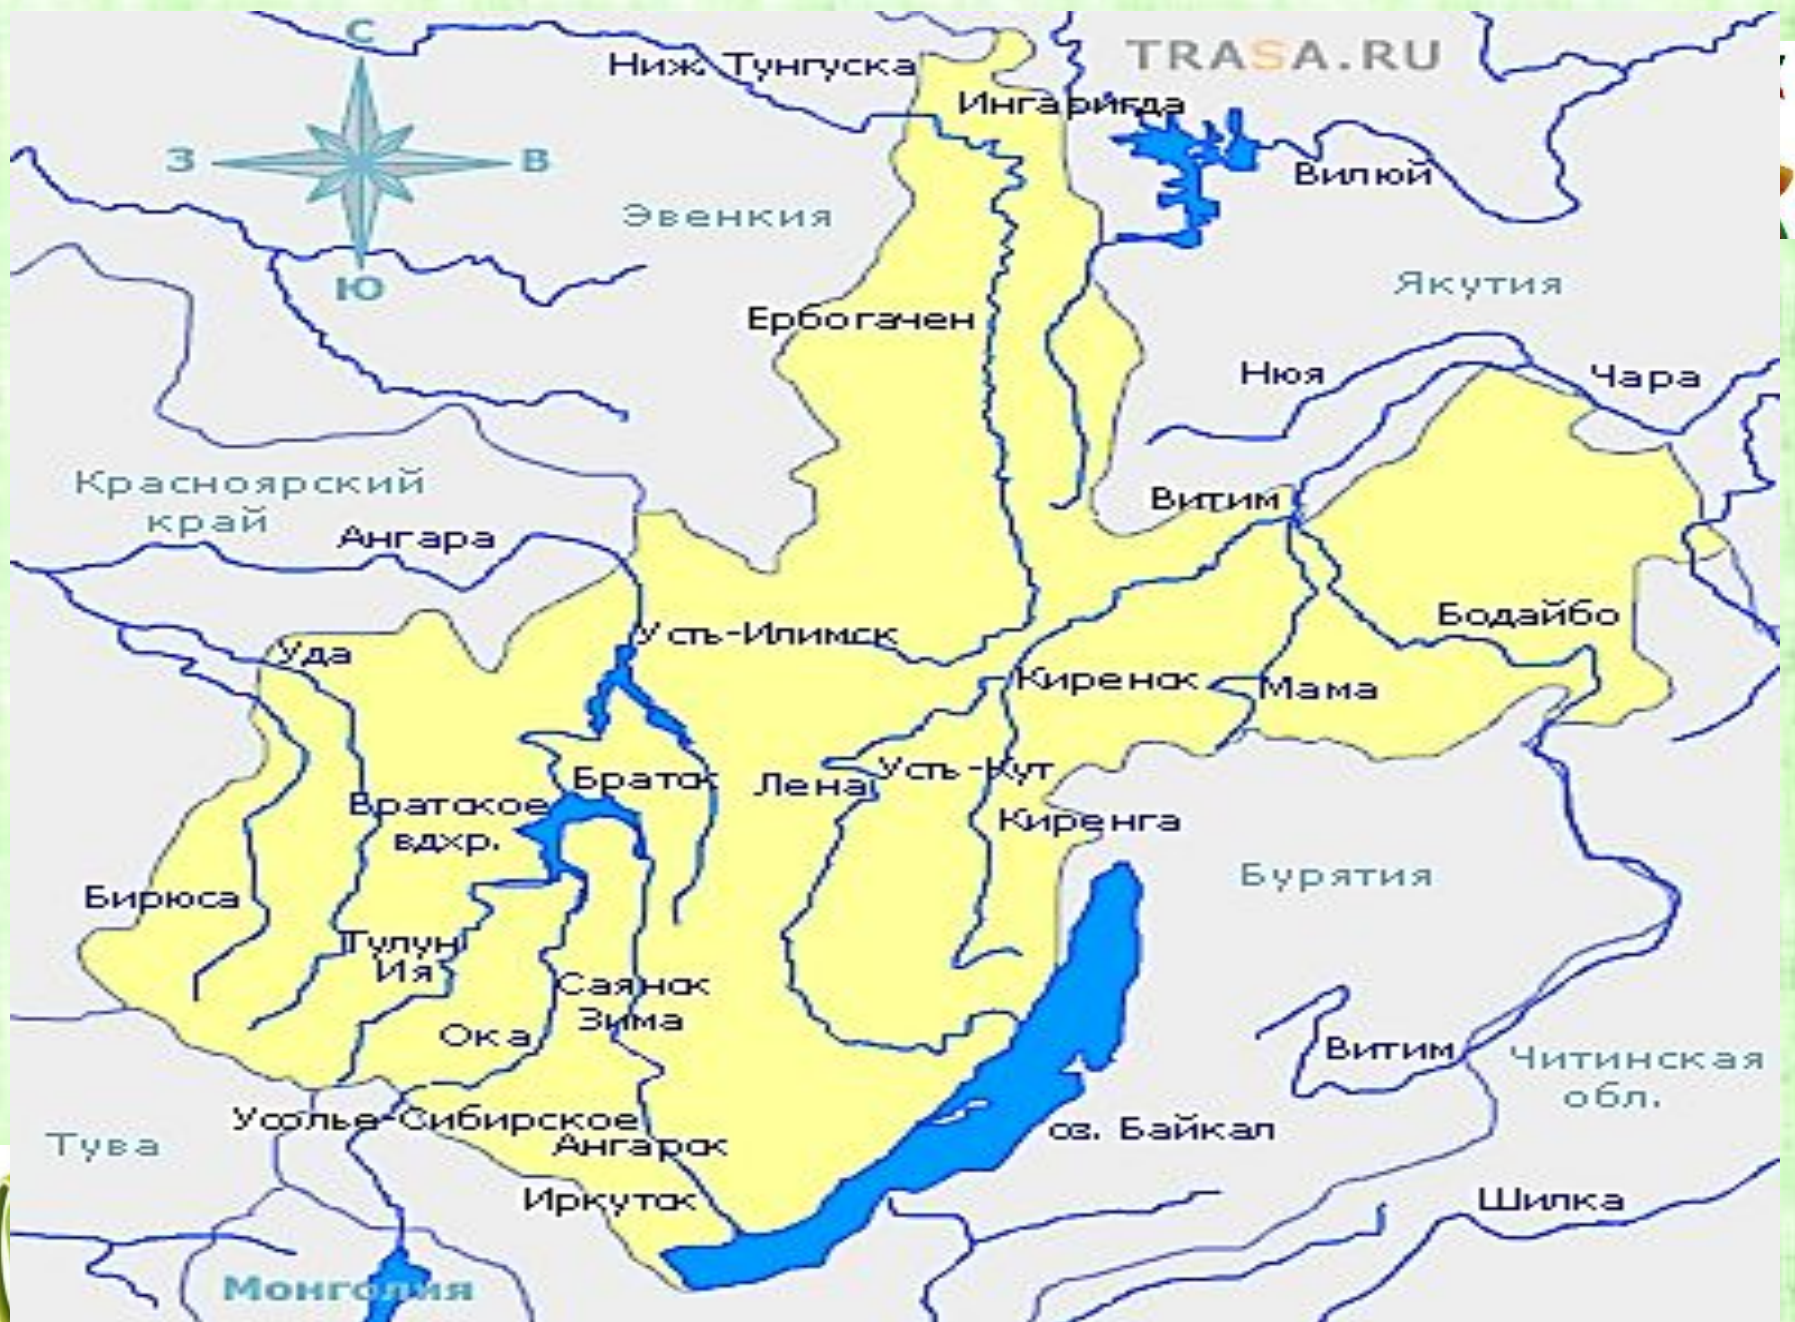 С
TRASA.RU
Ниж. Тунгуска
Ингаригда
З
В
Вилюй
Эвенкия
Ю
Якутия
Ербогачен
Нюя
Чара
Красноярский
край
Витим
Ангара
Бодайбо
Усть-Илимск
Уда
Киренск
Мама
Усть-Кут
Братск
Лена
Братское
вдхр.
Киренга
Бурятия
Бирюса
Тулун
Ия
Саянск
Зима
Ока
Витим
Читинская
обл.
Усолье-Сибирское
Ангарск
оз. Байкал
Тува
Иркутск
Шилка
Монголия